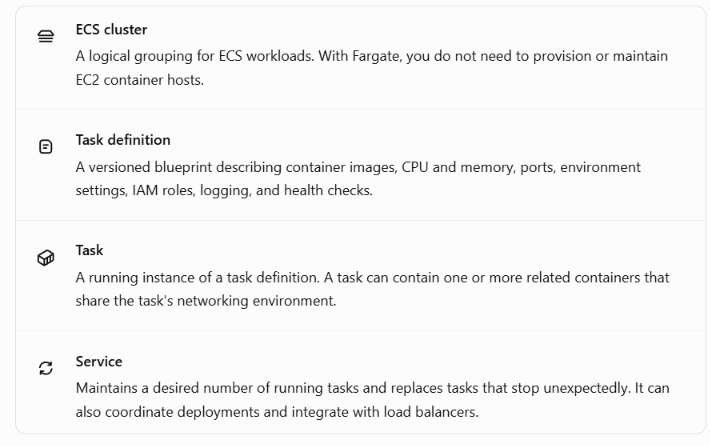 ECS cluster
A logical grouping for ECS workloads. With Fargate, you do not need to provision or maintain
EC2 container hosts.
Task definition
A versioned blueprint describing container images, CPU and memory, ports, environment
settings, IAM roles, logging, and health checks.
Task
A running instance of a task definition. A task can contain one or more related containers that
share the task's networking environment.
Service
Maintains a desired number of running tasks and replaces tasks that stop unexpectedly. It can
also coordinate deployments and integrate with load balancers.